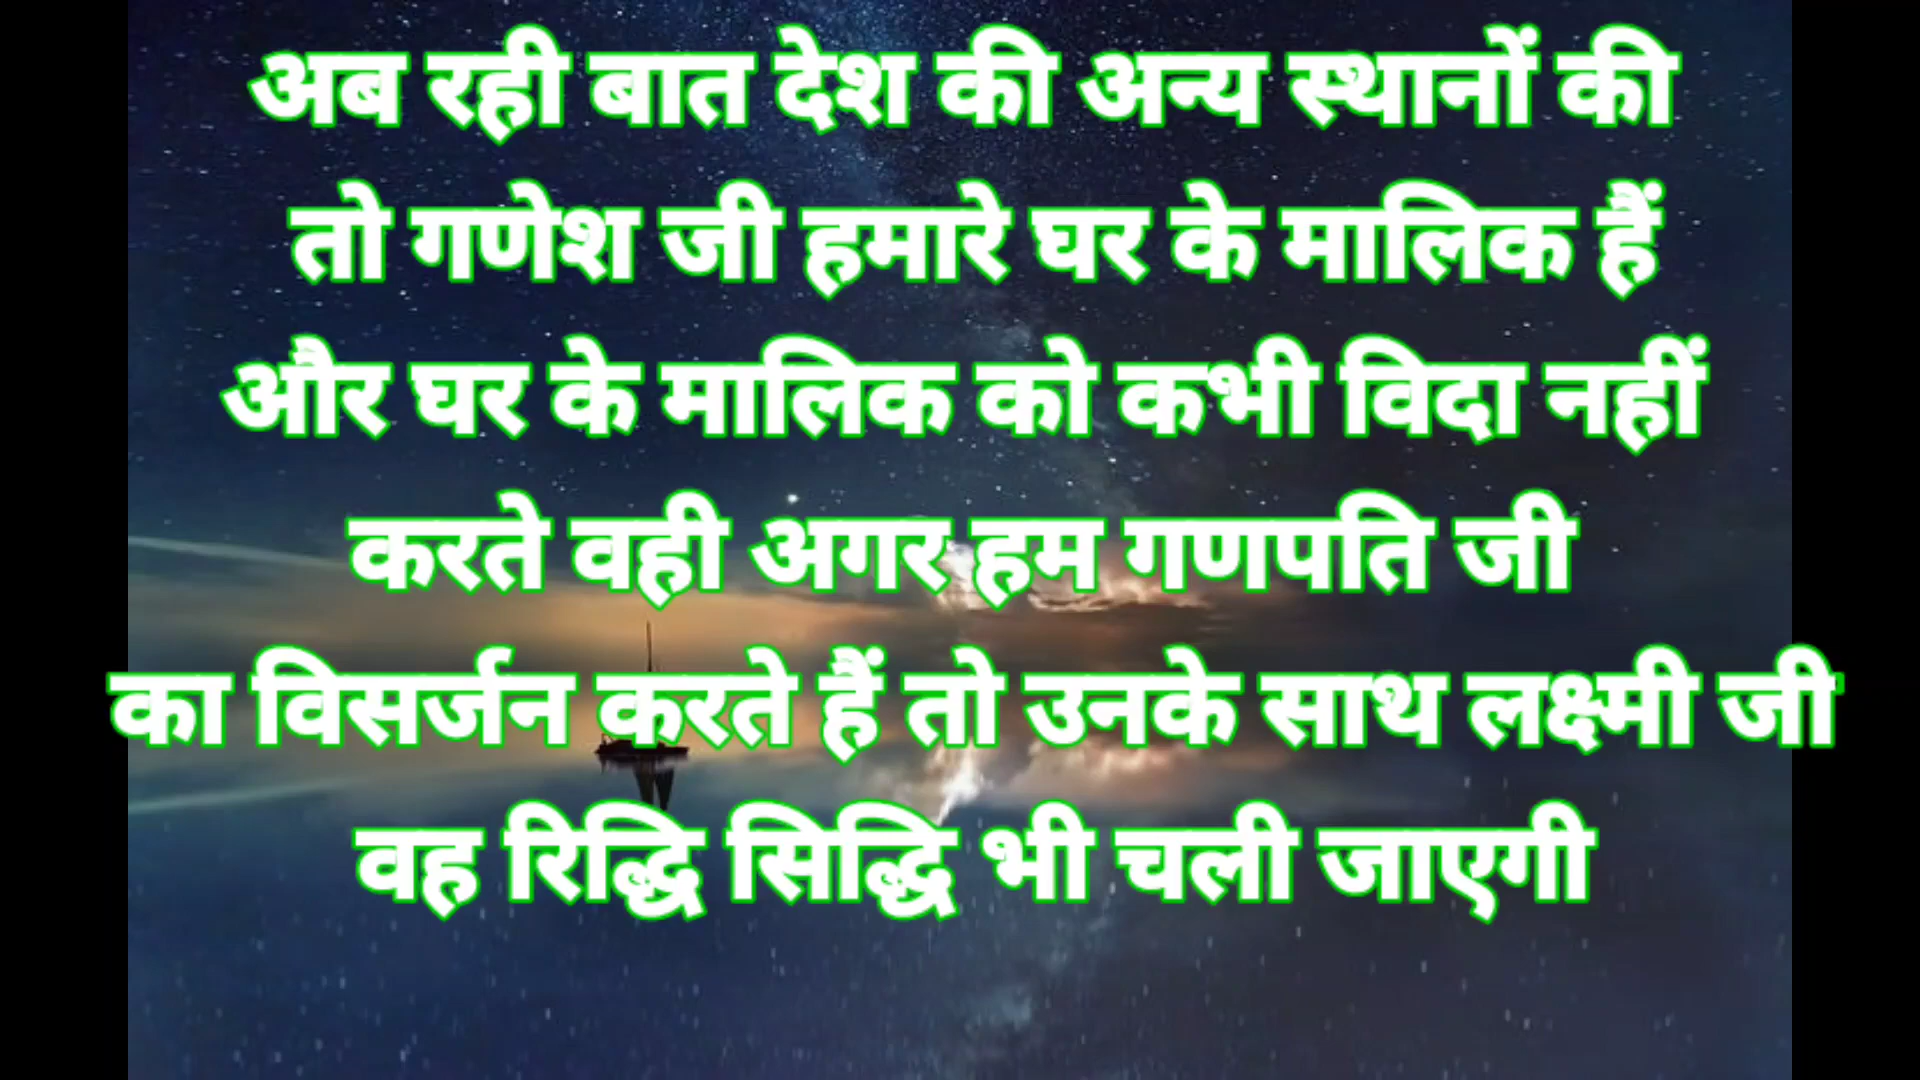 अब रही बात देश की अन्य स्थानों की
तो गणेश जी हमारे घर के मालिक हैं
और घर के मालिक को कभी विदा नहीं
करते वही अगर हम गणपति जी
का विसर्जन करते हैं तो उनके साथ लक्ष्मी जी
वह रिद्धि सिद्धि भी चली जाएगी